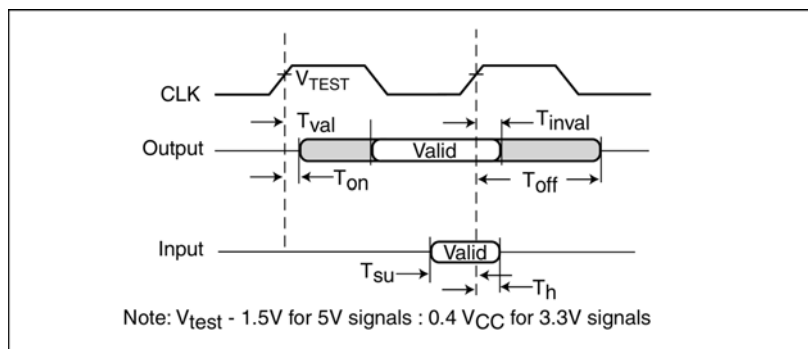 VTEST
CLK
Tval
Tinval
Output
Valid
Ton
Toff
Input
Valid
Tsu
Th
Note: Vtest - 1.5V for 5V signals : 0.4 VCC for 3.3V signals